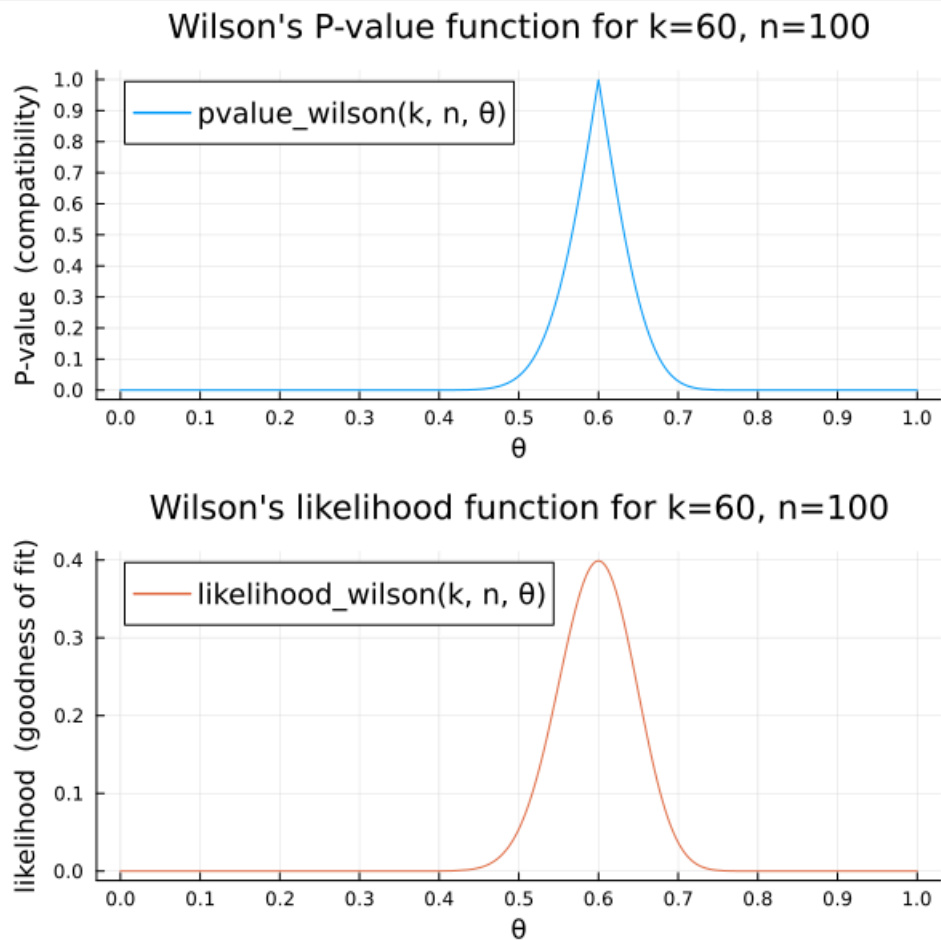 Wilson's P-value function for k=60, n=100
P-value (compatibility)
1.0
0.9
0.8
0.7
0.6
0.5
0.4
0.3
0.2
0.1
0.0
pvalue_wilson(k, n, θ)
0.0 0.1 0.2 0.3 0.4 0.5 0.6 0.7 0.8 0.9 1.0
θ
Wilson's likelihood function for k=60, n=100
likelihood (goodness of fit)
0.4
0.3
0.2
0.1
0.0
likelihood_wilson(k, n, θ)
0.0 0.1 0.2 0.3 0.4 0.5 0.6 0.7 0.8 0.9 1.0
θ